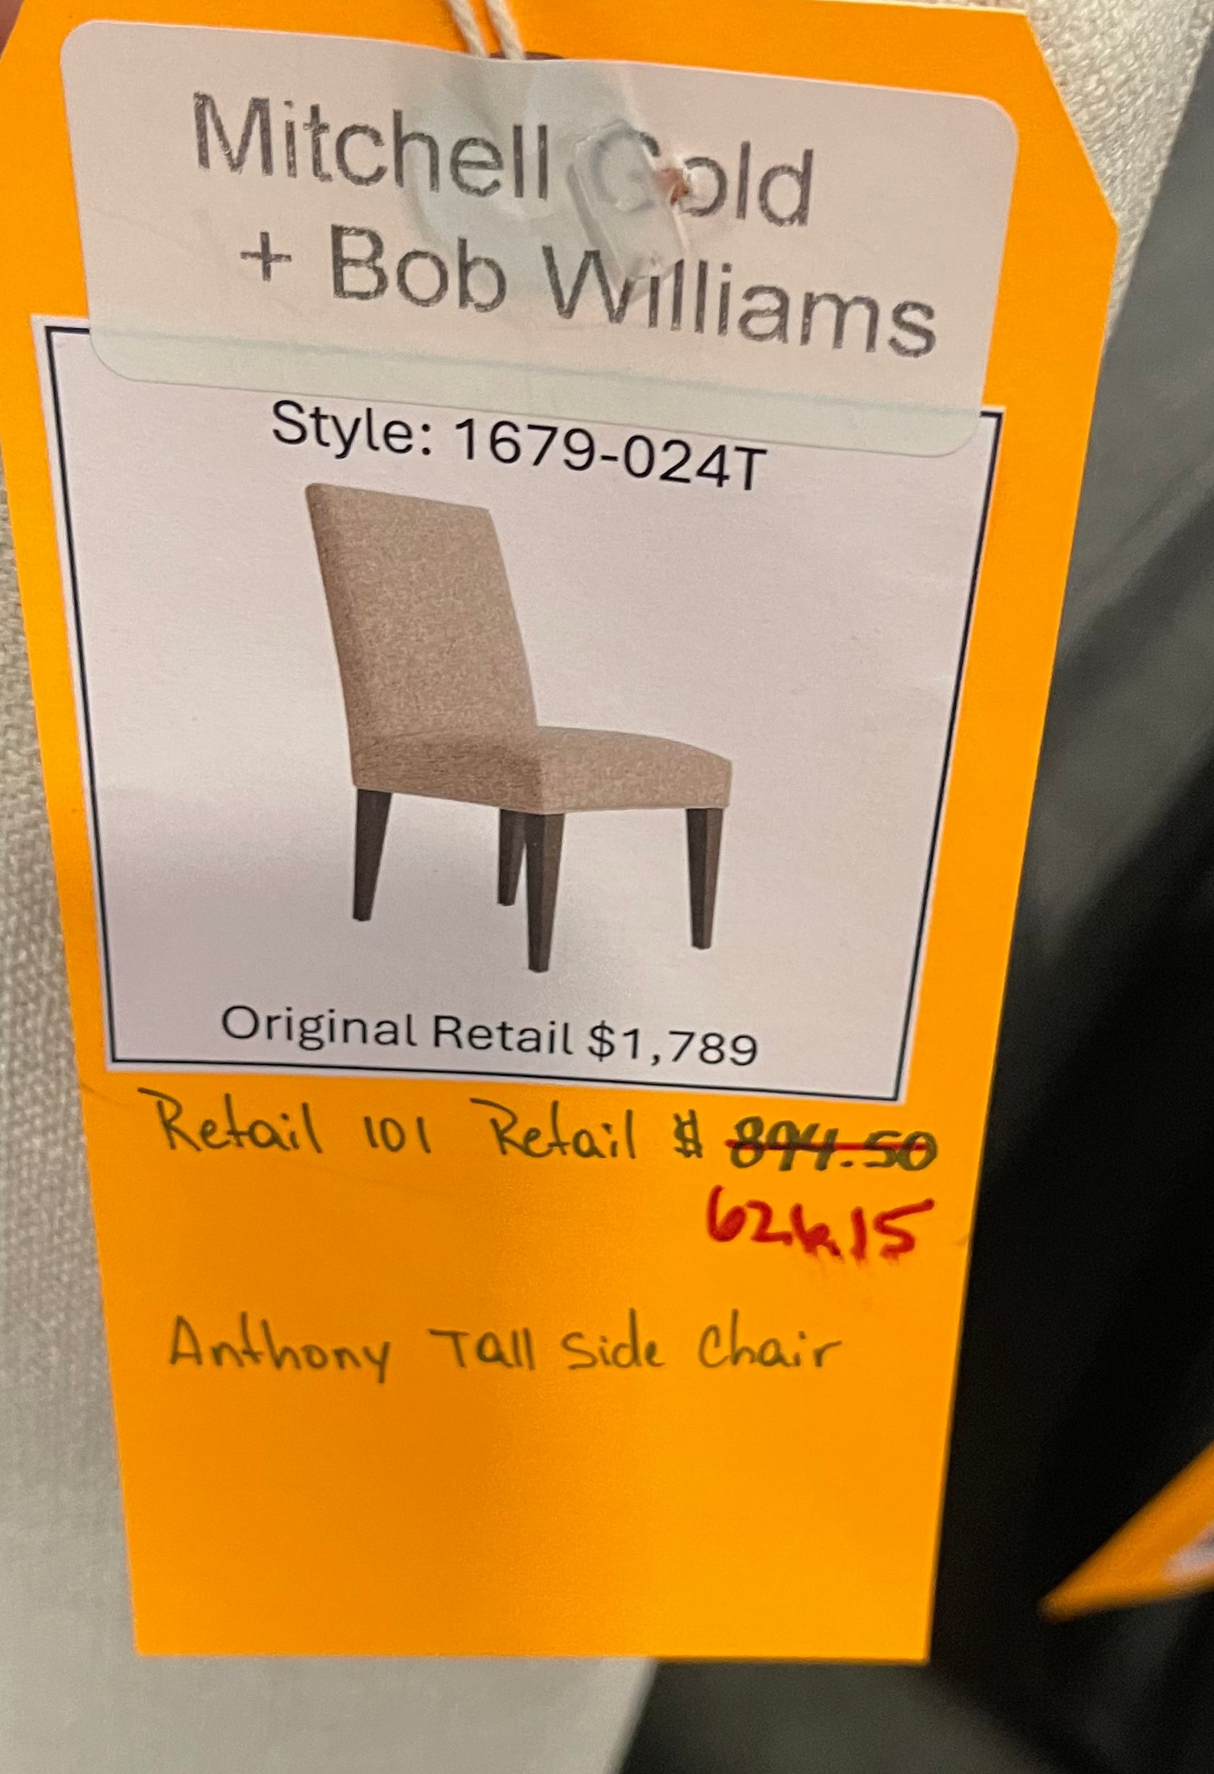 Mitchell Gold
+ Bob Williams
Style: 1679-024T
Original Retail $1,789
Retail 101 Retail $ 894.50
626.15
Anthony Tall Side Chair